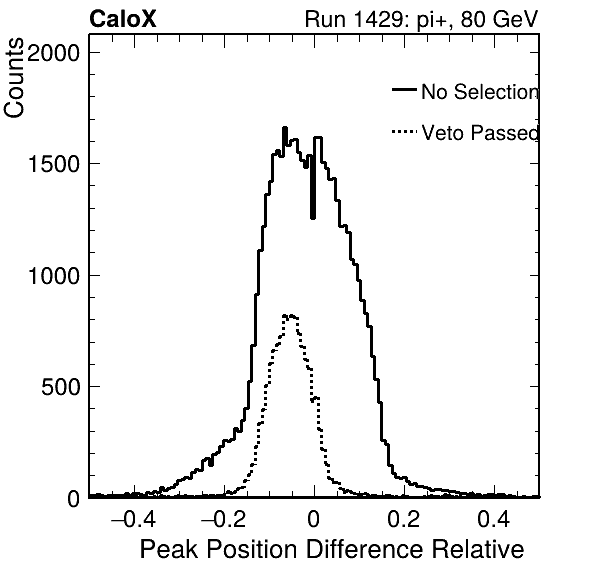 CaloX Run 1429: pi+, 80 GeV
Counts
2000
1500
1000
500
0
No Selection
Veto Passed
−0.4 −0.2 0 0.2 0.4
Peak Position Difference Relative